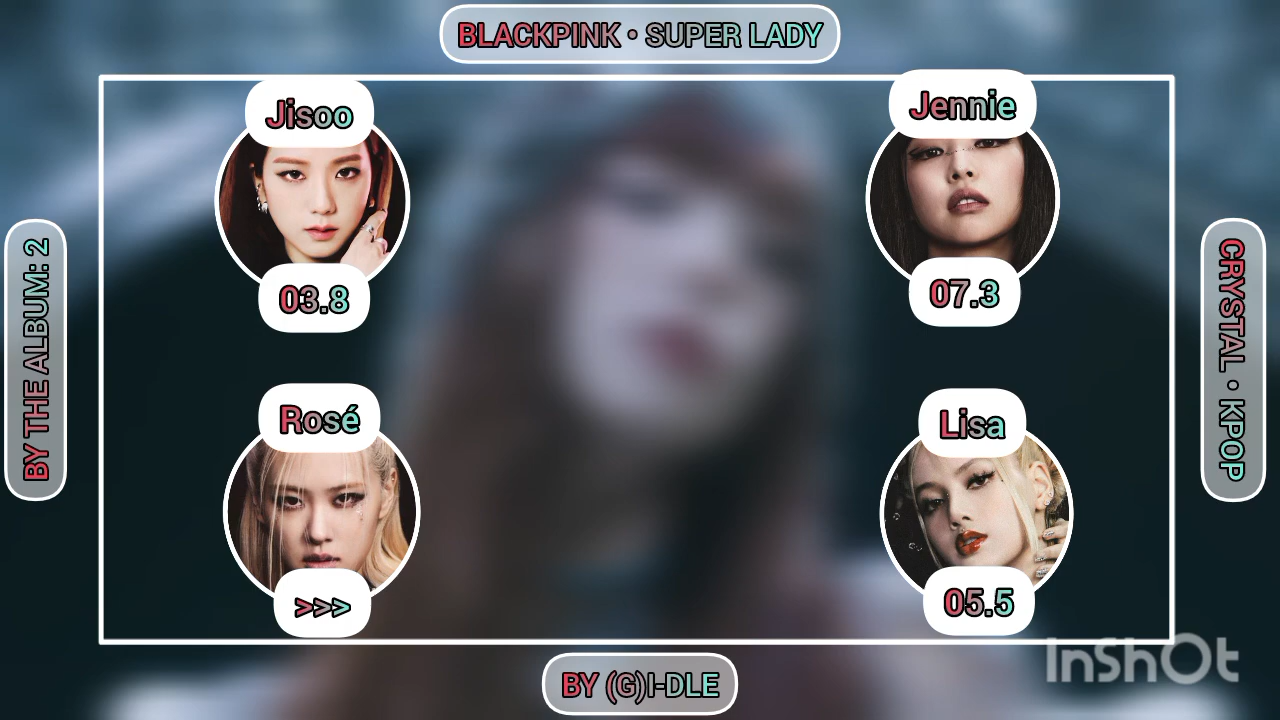 BLACKPINK • SUPER LADY
Jisoo
Jennie
03.8
07.3
BY THE ALBUM: 2
CRYSTAL • KPOP
Rosé
Lisa
>>>
05.5
InShOt
BY (G)I-DLE